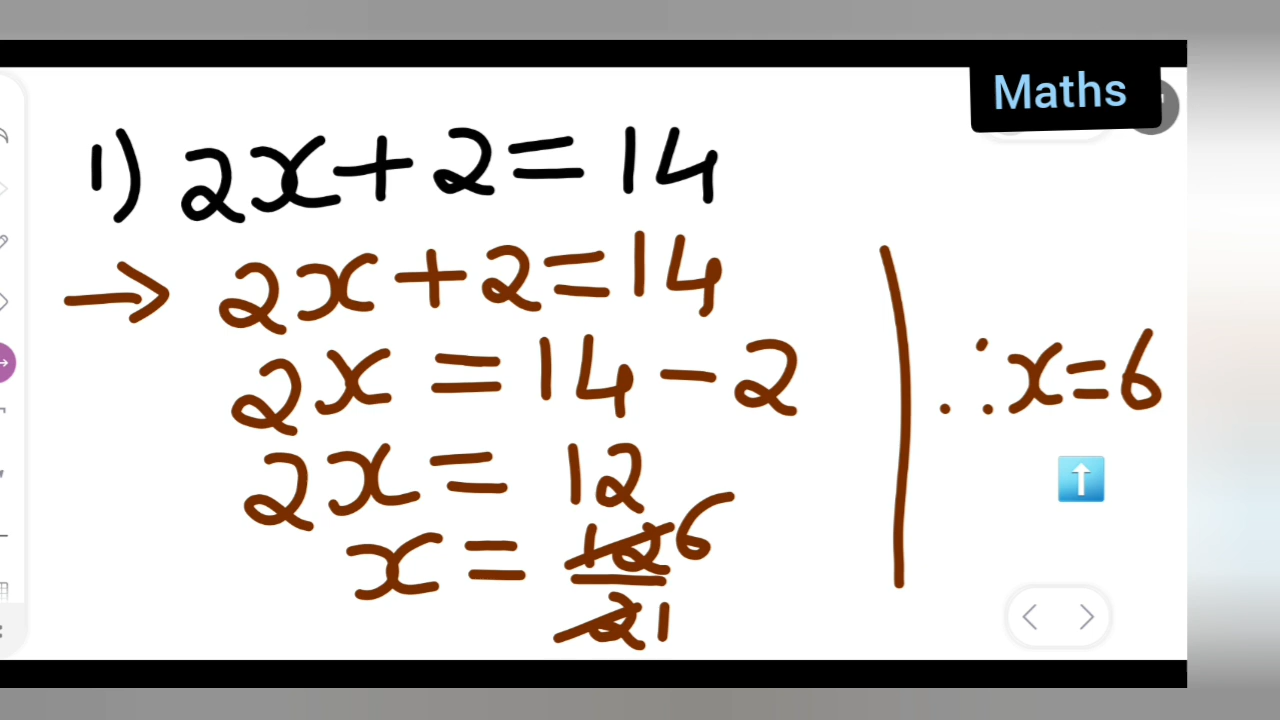 Maths
1) 2x+2=14
→ 2x+2=14
2x = 14-2
2x = 12
x = 12/2 6 1
∴x=6